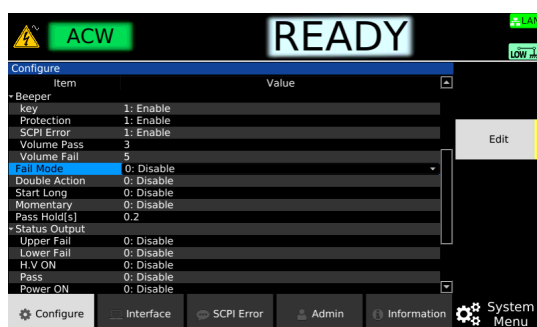 ACW
READY
LAN
LOW
Configure
Item Value
Beeper
key 1: Enable
Protection 1: Enable
SCPI Error 1: Enable
Volume Pass 3
Volume Fail 5
Fail Mode 0: Disable
Double Action 0: Disable
Start Long 0: Disable
Momentary 0: Disable
Pass Hold[s] 0.2
Status Output
Upper Fail 0: Disable
Lower Fail 0: Disable
H.V ON 0: Disable
Pass 0: Disable
Power ON 0: Disable
Edit
Configure Interface SCPI Error Admin Information
System
Menu